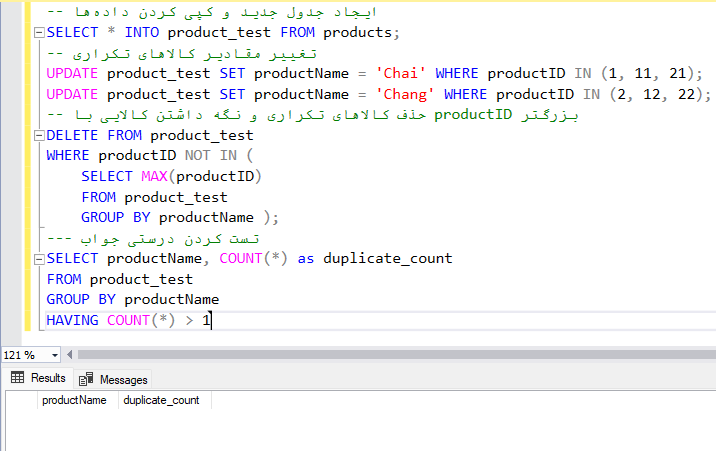 -- ایجاد جدول جدید و کپی کردن داده‌ها
SELECT * INTO product_test FROM products;
-- تغییر مقادیر کالاهای تکراری
UPDATE product_test SET productName = 'Chai' WHERE productID IN (1, 11, 21);
UPDATE product_test SET productName = 'Chang' WHERE productID IN (2, 12, 22);
-- حذف کالاهای تکراری و نگه داشتن کالایی با productID بزرگتر
DELETE FROM product_test
WHERE productID NOT IN (
SELECT MAX(productID)
FROM product_test
GROUP BY productName );
--- تست کردن درستی جواب
SELECT productName, COUNT(*) as duplicate_count
FROM product_test
GROUP BY productName
HAVING COUNT(*) > 1
121 %
Results Messages
productName duplicate_count